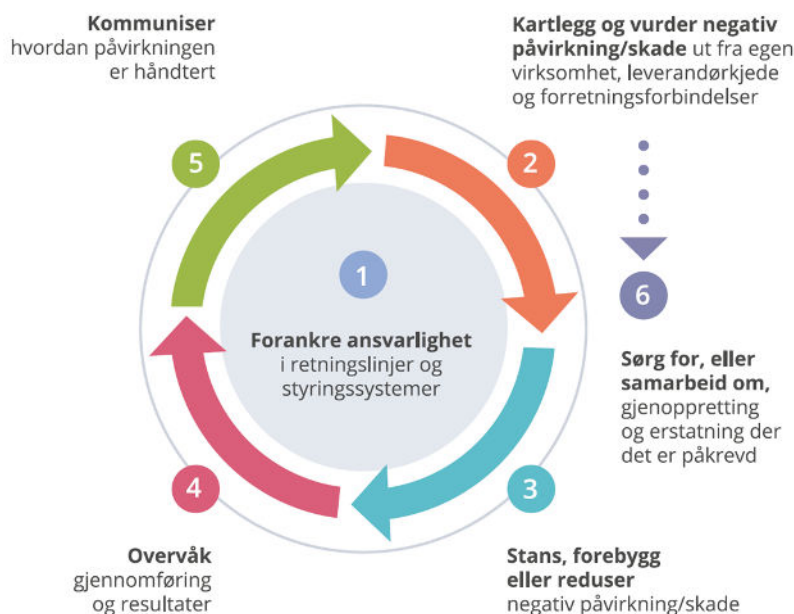 Kommuniser
hvordan påvirkningen
er håndtert
5
Kartlegg og vurder negativ
påvirkning/skade ut fra egen
virksomhet, leverandørkjede
og forretningsforbindelser
2
1
Forankre ansvarlighet
i retningslinjer og
styringssystemer
6
Sørg for, eller
samarbeid om,
gjenoppretting
og erstatning der
det er påkrevd
4
Overvåk
gjennomføring
og resultater
3
Stans, forebygg
eller reduser
negativ påvirkning/skade